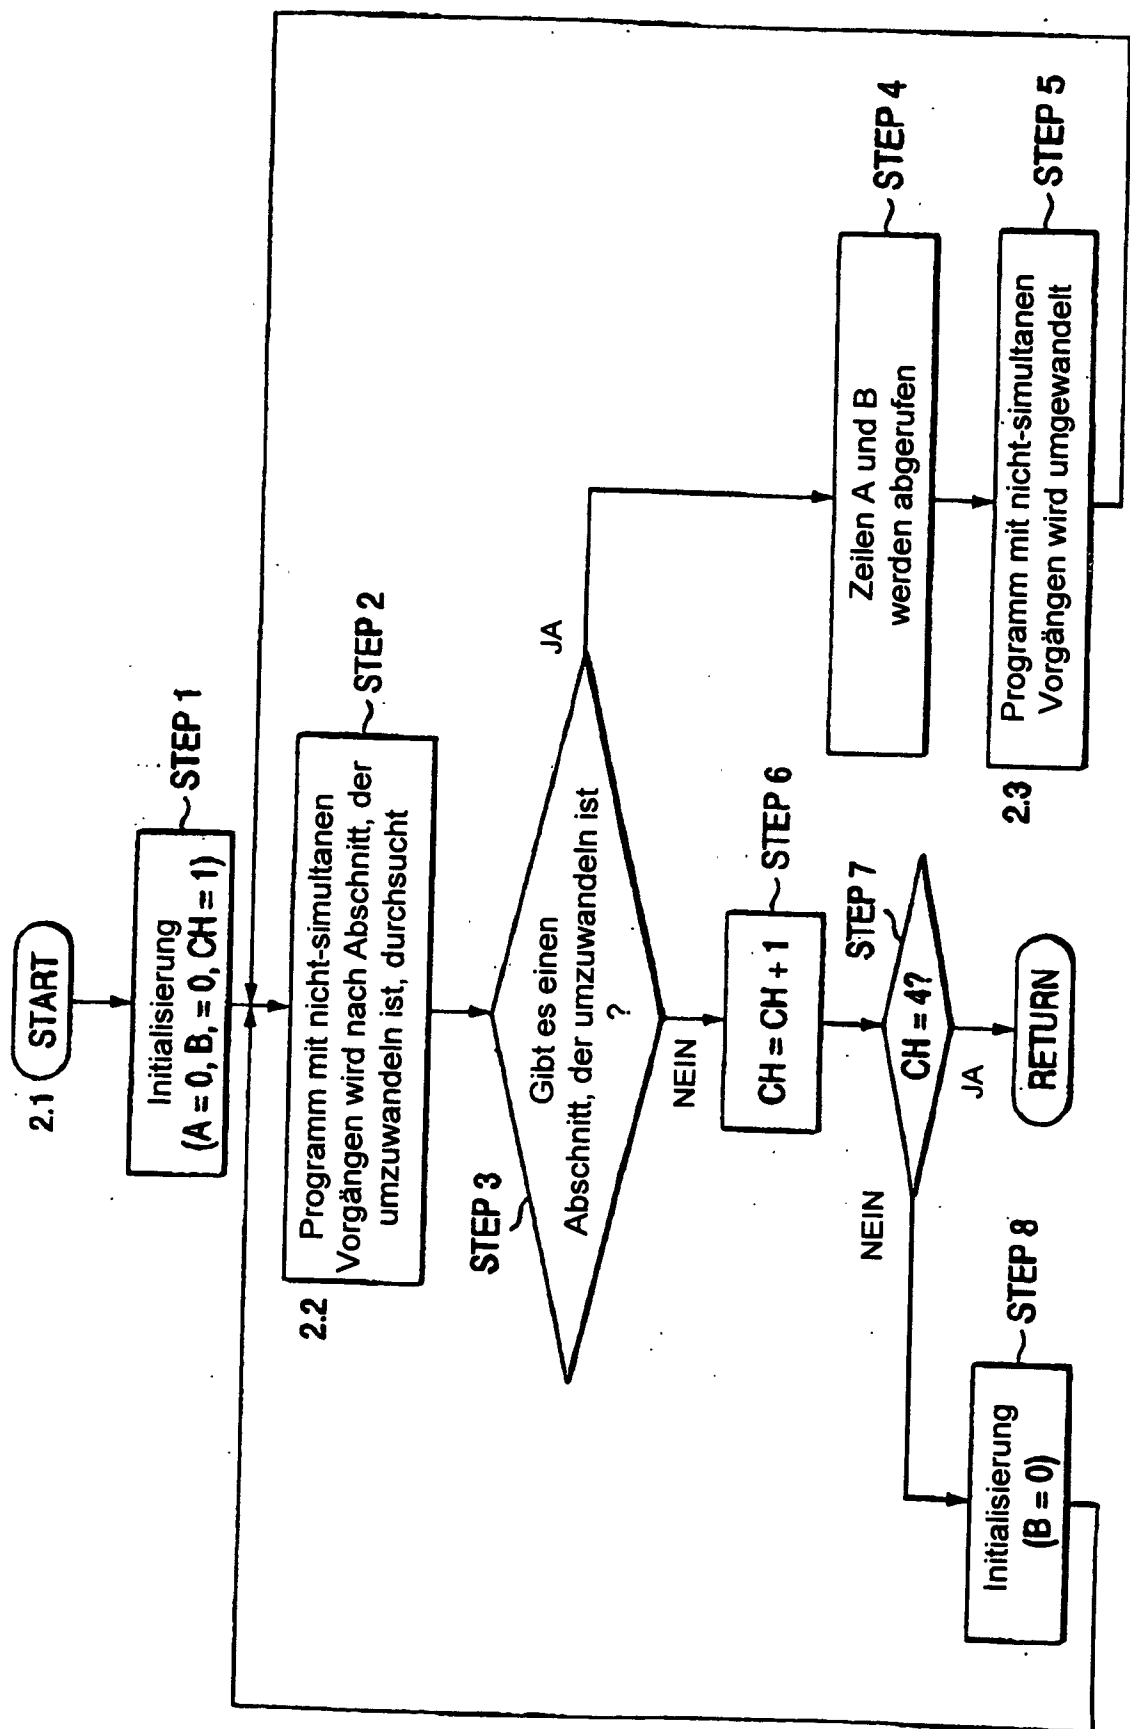 2.1
START
Initialisierung
(A = 0, B, = 0, CH = 1)
STEP 1
2.2
Programm mit nicht-simultanen
Vorgängen wird nach Abschnitt, der
umzuwandeln ist, durchsucht
STEP 2
STEP 3
Gibt es einen
Abschnitt, der umzuwandeln ist
?
JA
NEIN
Zeilen A und B
werden abgerufen
STEP 4
2.3
Programm mit nicht-simultanen
Vorgängen wird umgewandelt
STEP 5
CH = CH + 1
STEP 6
STEP 7
CH = 4?
NEIN
JA
RETURN
Initialisierung
(B = 0)
STEP 8